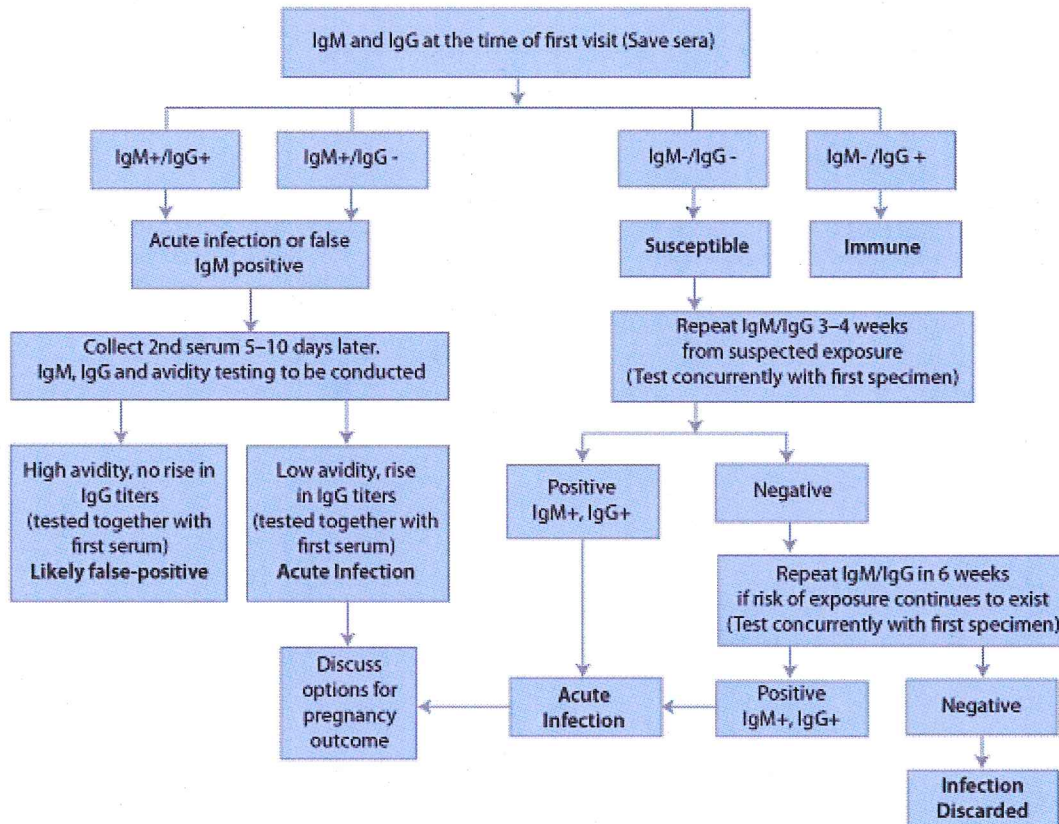 IgM and IgG at the time of first visit (Save sera)
IgM+/IgG+
IgM+/IgG -
IgM-/IgG -
IgM- /IgG +
Acute infection or false
IgM positive
Susceptible
Immune
Collect 2nd serum 5–10 days later.
IgM, IgG and avidity testing to be conducted
Repeat IgM/IgG 3–4 weeks
from suspected exposure
(Test concurrently with first specimen)
High avidity, no rise in
IgG titers
(tested together with
first serum)
Likely false-positive
Low avidity, rise
in IgG titers
(tested together with
first serum)
Acute Infection
Positive
IgM+, IgG+
Negative
Repeat IgM/IgG in 6 weeks
if risk of exposure continues to exist
(Test concurrently with first specimen)
Discuss
options for
pregnancy
outcome
Acute
Infection
Positive
IgM+, IgG+
Negative
Infection
Discarded